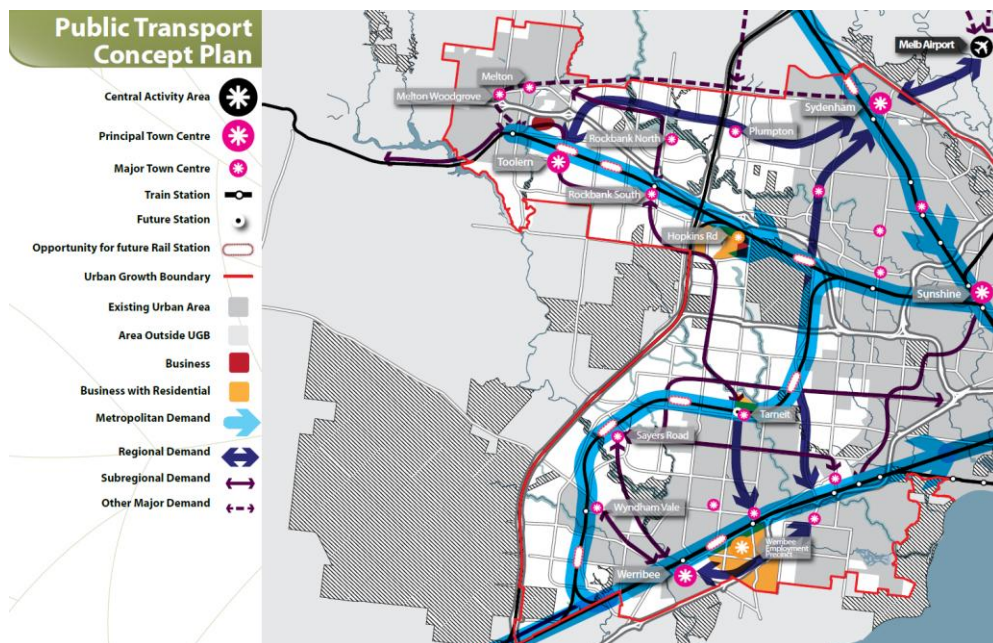 Public Transport
Concept Plan
Central Activity Area
Principal Town Centre
Major Town Centre
Train Station
Future Station
Opportunity for future Rail Station
Urban Growth Boundary
Existing Urban Area
Area Outside UGB
Business
Business with Residential
Metropolitan Demand
Regional Demand
Subregional Demand
Other Major Demand
Melb Airport
Melton
Melton Woodgrove
Sydenham
Rockbank North
Plumpton
Toolern
Rockbank South
Hopkins Rd
Sunshine
Tarneit
Sayers Road
Wyndham Vale
Werribee
Employment
Precinct
Werribee